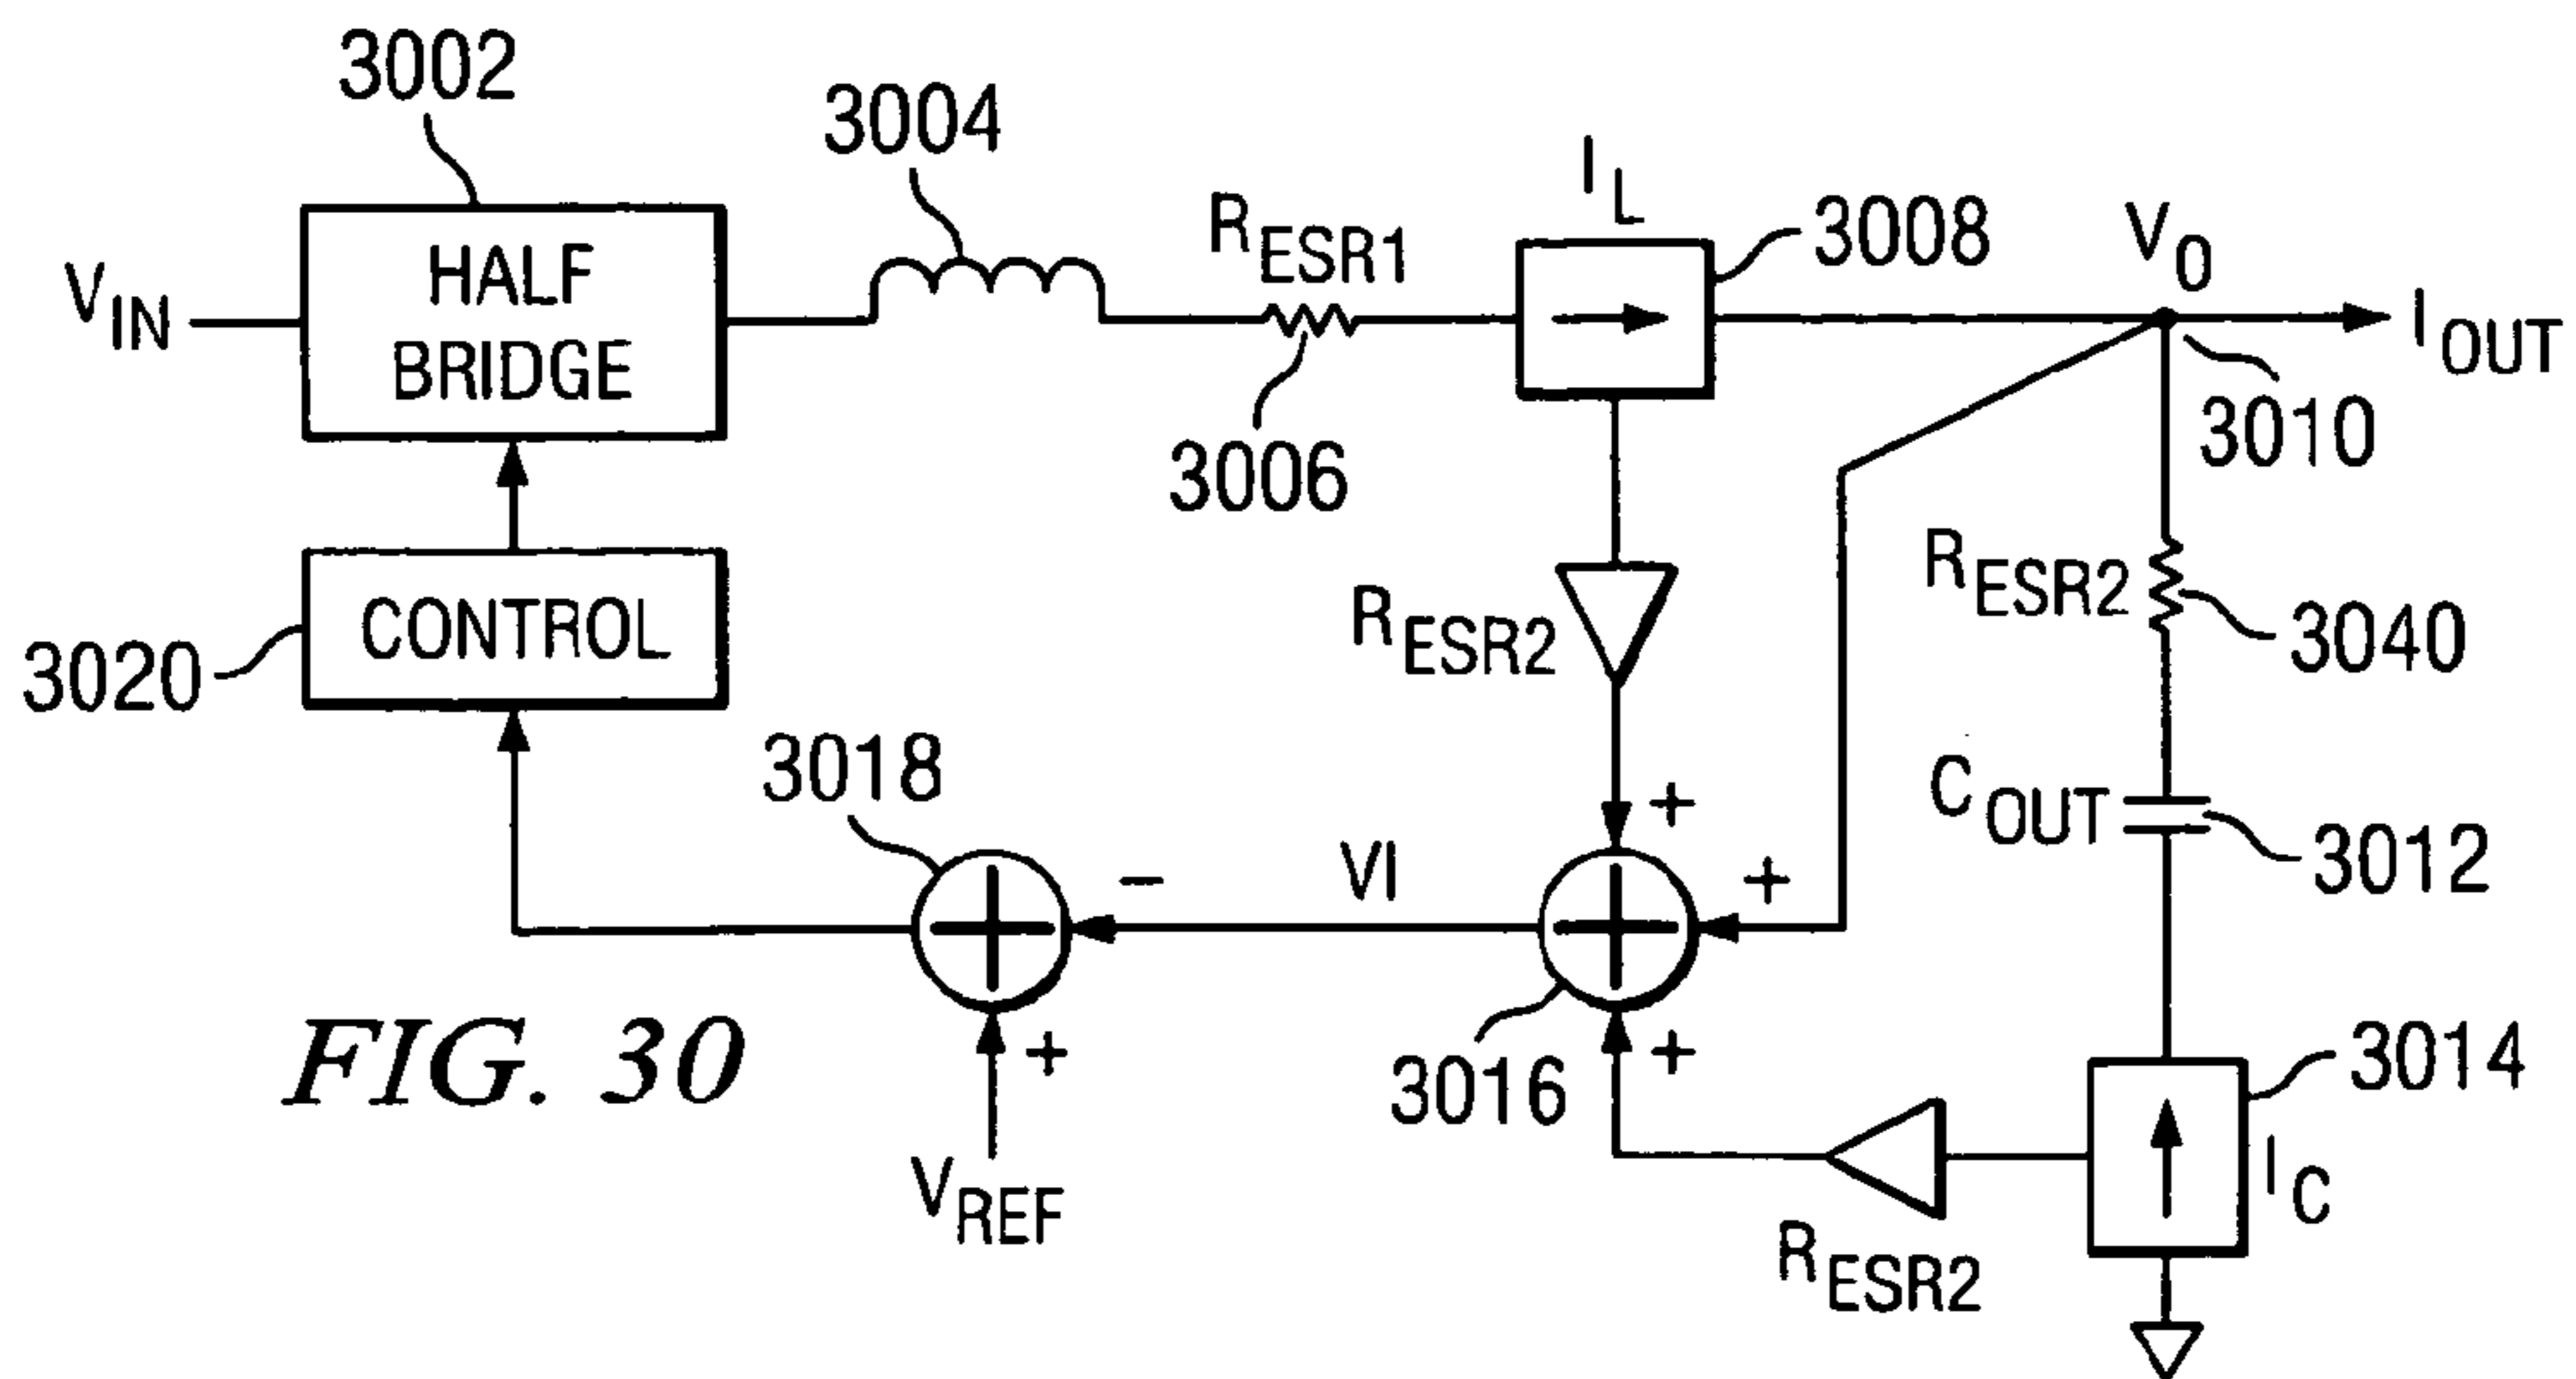 3002
3004
V_IN
HALF
BRIDGE
R_ESR1
3006
I_L
3008
V_O
I_OUT
3010
3020
CONTROL
R_ESR2
R_ESR2
3040
3018
C_OUT
3012
+
+
VI
-
3016
+
+
V_REF
3014
I_C
R_ESR2
FIG. 30